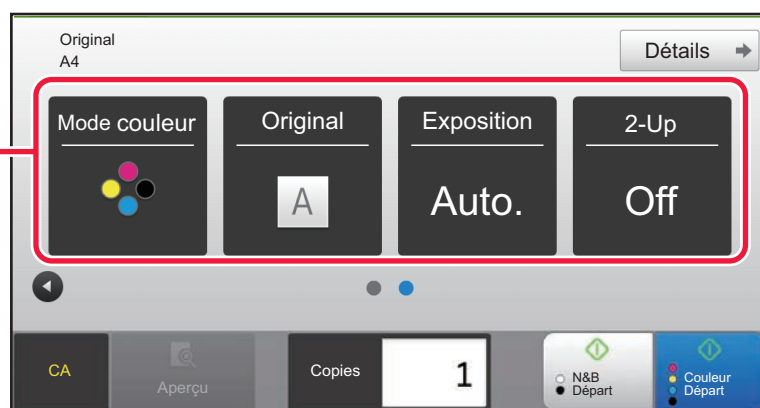 Original
A4
Détails
Mode couleur
Original
Exposition
2-Up
A
Auto.
Off
CA
Aperçu
Copies
1
N&B
Départ
Couleur
Départ